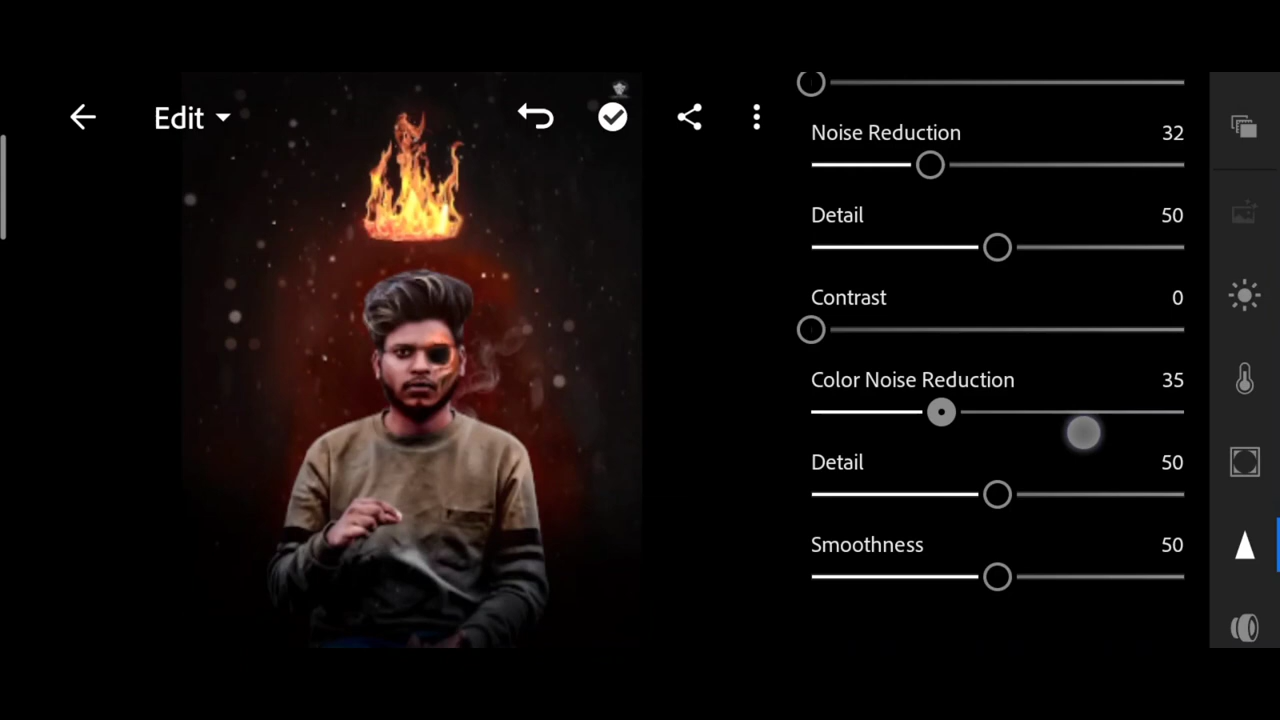 Edit
Noise Reduction 32
Detail 50
Contrast 0
Color Noise Reduction 35
Detail 50
Smoothness 50